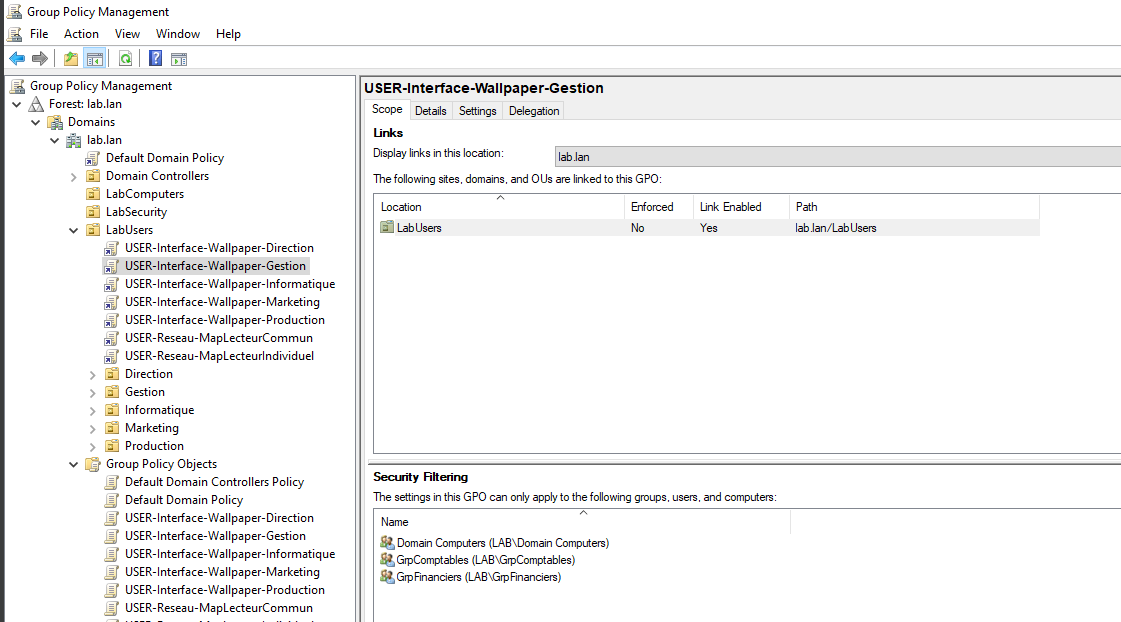 Group Policy Management
File Action View Window Help
Group Policy Management
Forest: lab.lan
Domains
lab.lan
Default Domain Policy
Domain Controllers
LabComputers
LabSecurity
LabUsers
USER-Interface-Wallpaper-Direction
USER-Interface-Wallpaper-Gestion
USER-Interface-Wallpaper-Informatique
USER-Interface-Wallpaper-Marketing
USER-Interface-Wallpaper-Production
USER-Reseau-MapLecteurCommun
USER-Reseau-MapLecteurIndividuel
Direction
Gestion
Informatique
Marketing
Production
Group Policy Objects
Default Domain Controllers Policy
Default Domain Policy
USER-Interface-Wallpaper-Direction
USER-Interface-Wallpaper-Gestion
USER-Interface-Wallpaper-Informatique
USER-Interface-Wallpaper-Marketing
USER-Interface-Wallpaper-Production
USER-Reseau-MapLecteurCommun
USER-Interface-Wallpaper-Gestion
Scope Details Settings Delegation
Links
Display links in this location: lab.lan
The following sites, domains, and OUs are linked to this GPO:
Location Enforced Link Enabled Path
LabUsers No Yes lab.lan/LabUsers
Security Filtering
The settings in this GPO can only apply to the following groups, users, and computers:
Name
Domain Computers (LAB\Domain Computers)
GrpComptables (LAB\GrpComptables)
GrpFinanciers (LAB\GrpFinanciers)